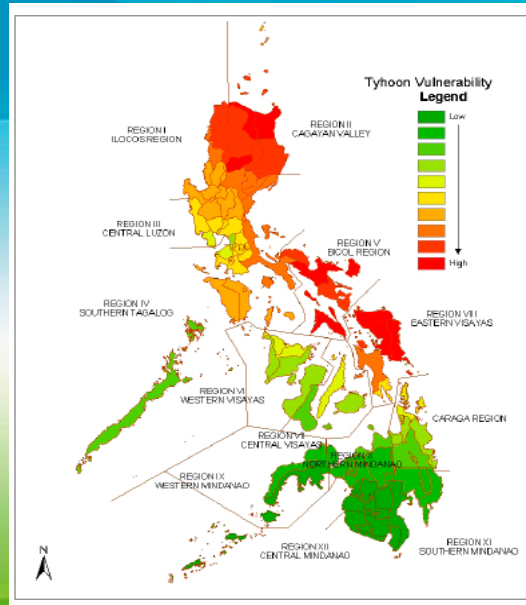 Tyhoon Vulnerability
Legend
Low
High
REGION I
ILOCOS REGION
REGION II
CAGAYAN VALLEY
REGION III
CENTRAL LUZON
REGION V
BICOL REGION
REGION IV
SOUTHERN TAGALOG
REGION VIII
EASTERN VISAYAS
REGION VI
WESTERN VISAYAS
CARAGA REGION
REGION VII
CENTRAL VISAYAS
REGION X
NORTHERN MINDANAO
REGION IX
WESTERN MINDANAO
REGION XII
CENTRAL MINDANAO
REGION XI
SOUTHERN MINDANAO
N